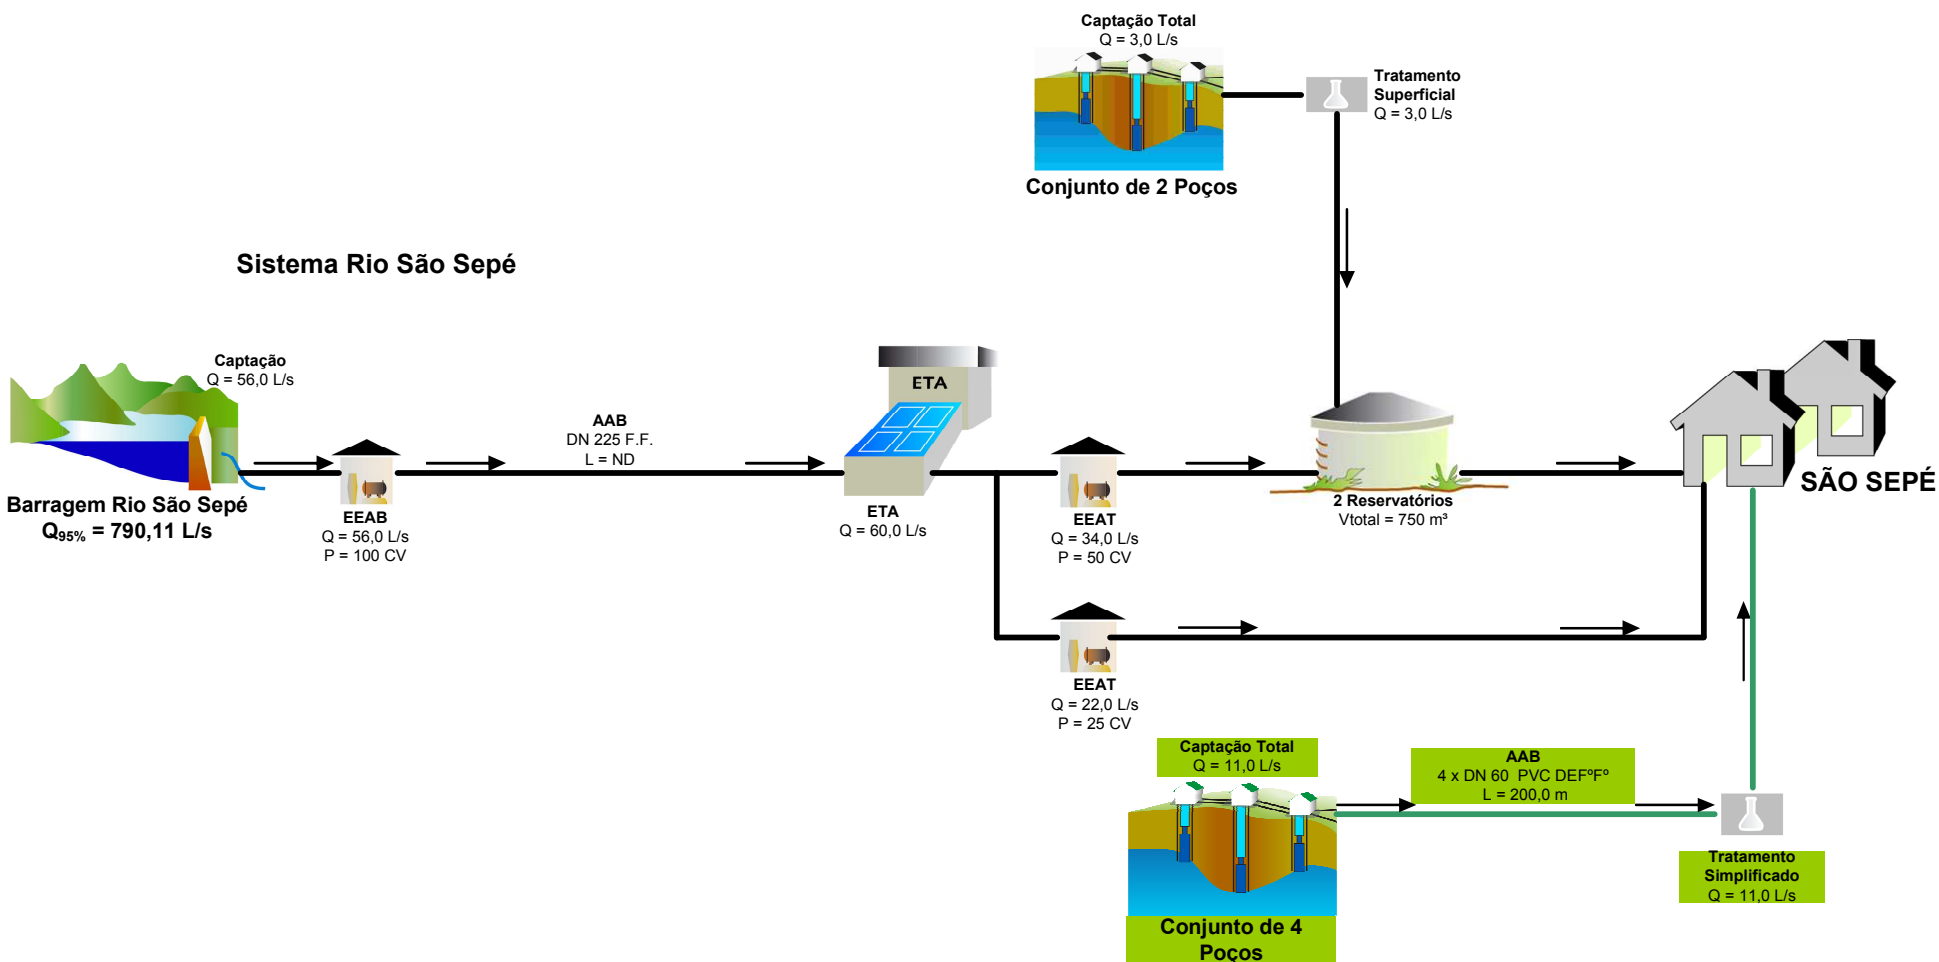 Captação Total
Q = 3,0 L/s
Tratamento
Superficial
Q = 3,0 L/s
Conjunto de 2 Poços
Sistema Rio São Sepé
Captação
Q = 56,0 L/s
Barragem Rio São Sepé
Q95% = 790,11 L/s
EEAB
Q = 56,0 L/s
P = 100 CV
AAB
DN 225 F.F.
L = ND
ETA
ETA
Q = 60,0 L/s
EEAT
Q = 34,0 L/s
P = 50 CV
2 Reservatórios
Vtotal = 750 m³
SÃO SEPÉ
EEAT
Q = 22,0 L/s
P = 25 CV
Captação Total
Q = 11,0 L/s
Conjunto de 4
Poços
AAB
4 x DN 60 PVC DEFºFº
L = 200,0 m
Tratamento
Simplificado
Q = 11,0 L/s